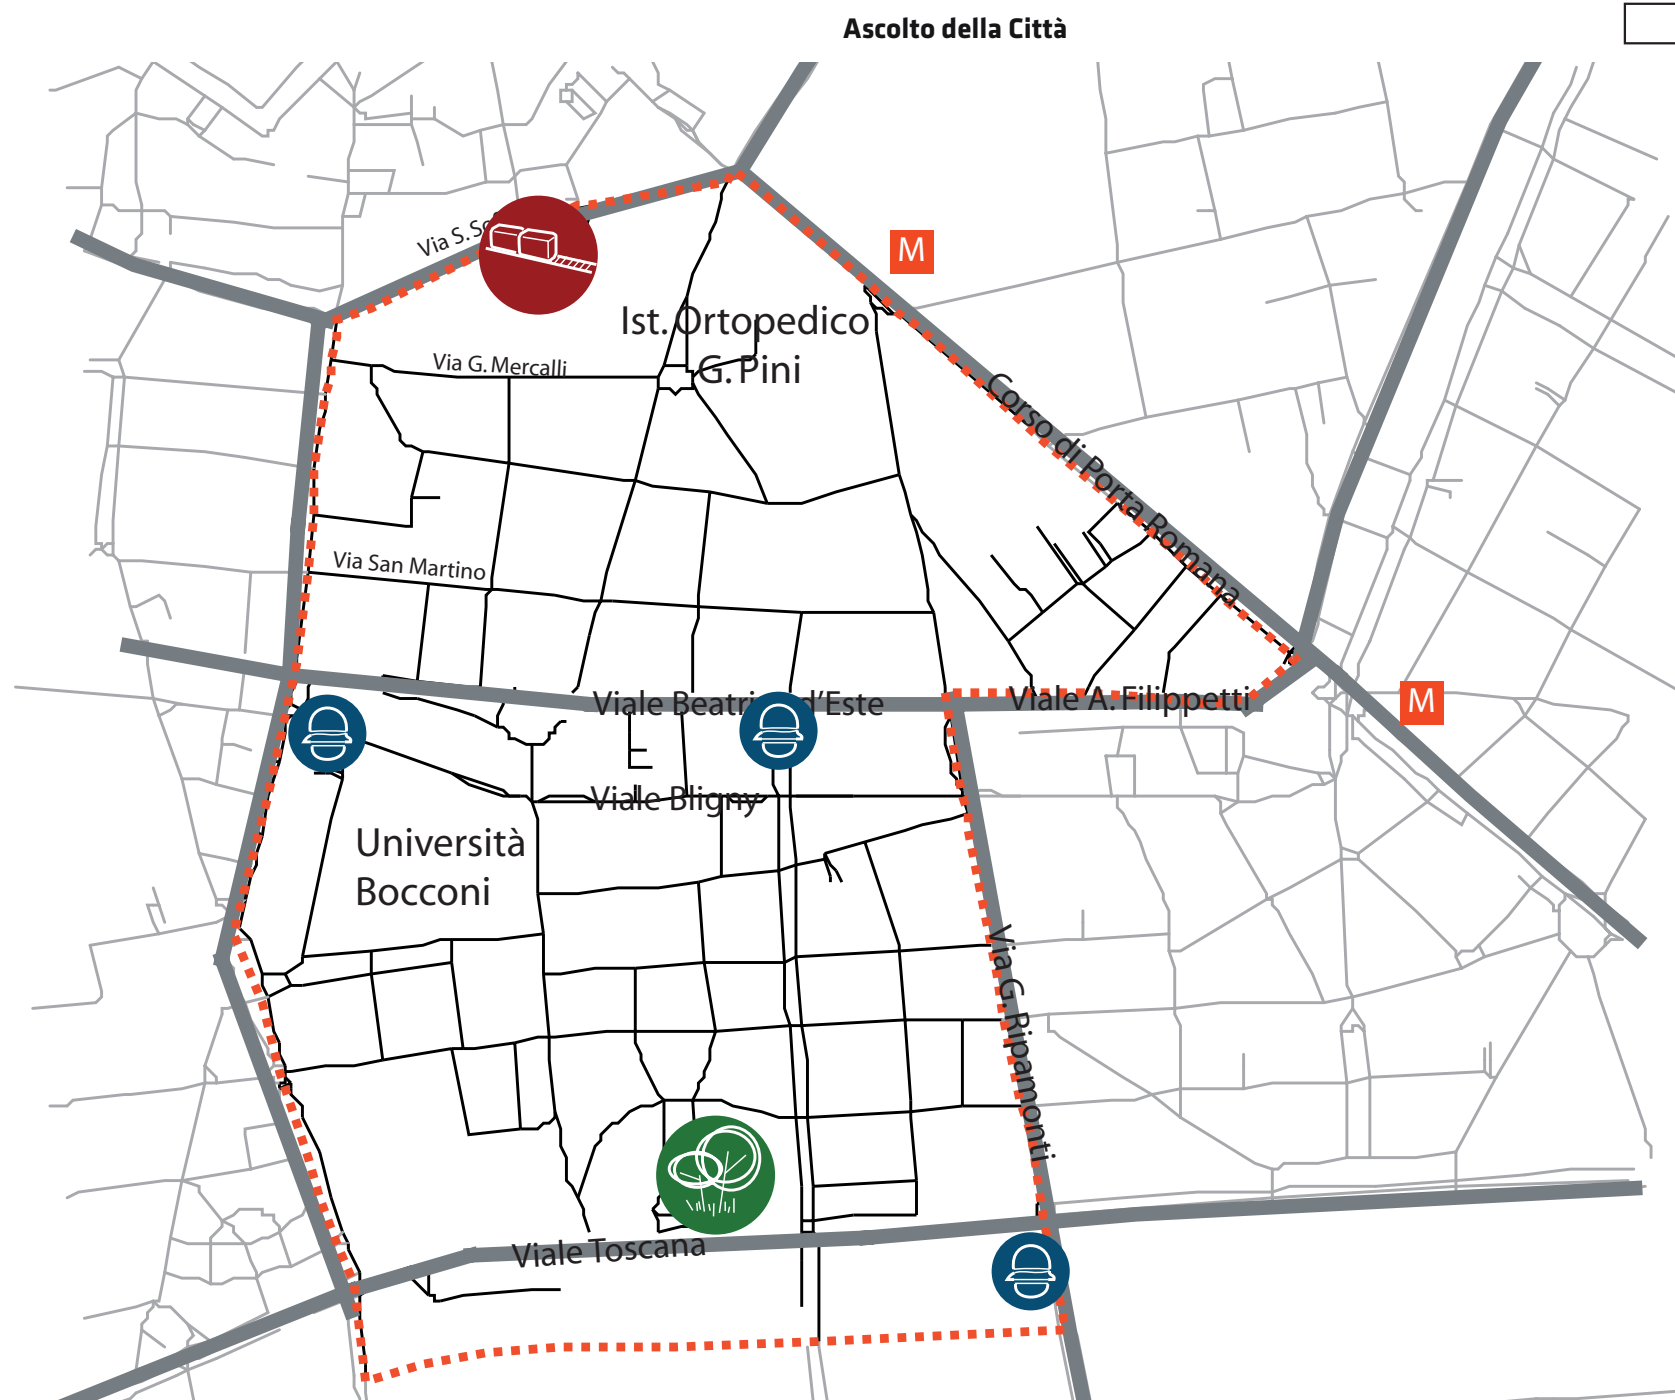 Ascolto della Città
Via S. So
M
Ist. Ortopedico
G. Pini
Via G. Mercalli
Corso di Porta Romana
Via San Martino
Viale Beatri d'Este
Viale A. Filippetti
M
Viale Bligny
Università
Bocconi
Via G. Ripamonti
Viale Toscana